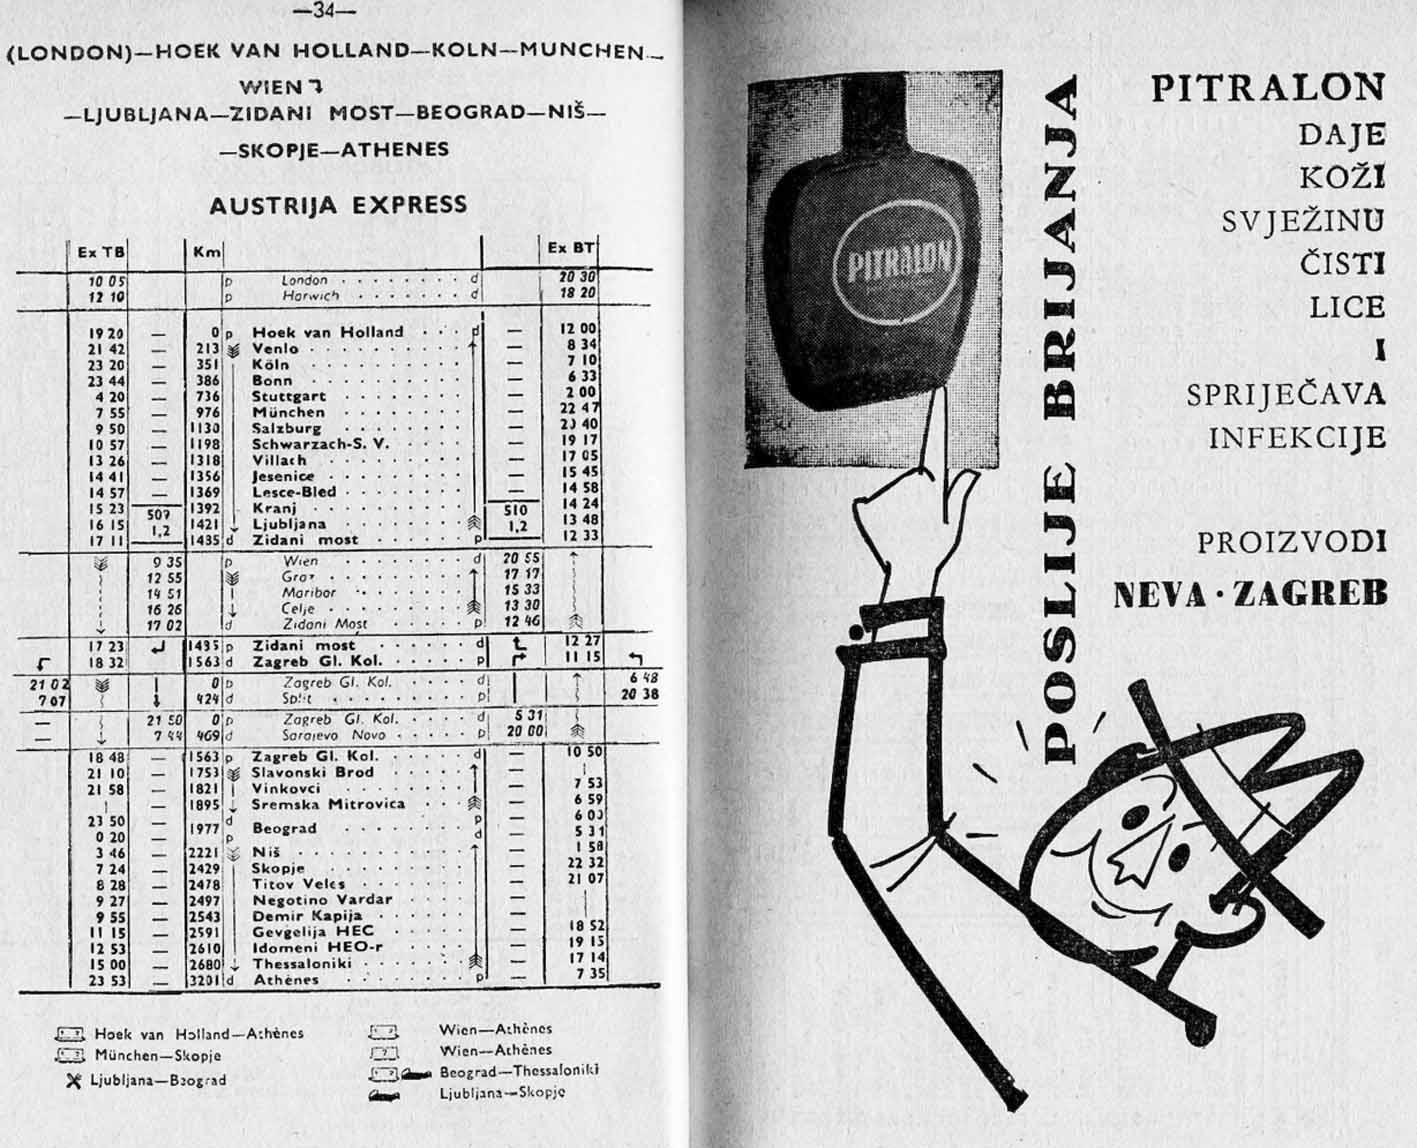 —34—
(LONDON)—HOEK VAN HOLLAND—KOLN—MUNCHEN—
WIEN
—LJUBLJANA—ZIDANI MOST—BEOGRAD—NIŠ—
—SKOPJE—ATHENES
AUSTRIJA EXPRESS
Ex TB Km Ex BT
10 05 p London d 20 30
12 10 p Harwich d 18 20
19 20 — 0 p Hoek van Holland d — 12 00
21 42 — 213 Venlo — 8 34
23 20 — 351 Köln — 7 10
23 44 — 386 Bonn — 6 33
4 20 — 736 Stuttgart — 2 00
7 55 — 976 München — 22 47
9 50 — 1130 Salzburg — 20 40
10 57 — 1198 Schwarzach-S. V. — 19 17
13 26 — 1318 Villach — 17 05
14 41 — 1356 Jesenice — 15 45
14 57 — 1369 Lesce-Bled — 14 58
15 23 507 1392 Kranj 510 14 24
16 15 1,2 1421 Ljubljana 1,2 13 48
17 11 1435 d Zidani most p 12 33
9 35 p Wien d 20 55
12 55 Graz 17 17
14 51 Maribor 15 33
16 26 Celje 13 30
17 02 d Zidani Most p 12 46
17 23 1435 p Zidani most d 12 27
18 32 1563 d Zagreb Gl. Kol. p 11 15
21 02 0 p Zagreb Gl. Kol. d 6 48
7 07 424 d Split p 20 38
— 21 50 0 p Zagreb Gl. Kol. d 5 31
— 7 44 469 d Sarajevo Novo p 20 00
18 48 — 1563 p Zagreb Gl. Kol. d — 10 50
21 10 — 1753 Slavonski Brod —
21 58 — 1821 Vinkovci — 7 53
— 1895 Sremska Mitrovica — 6 59
23 50 d p 6 03
— 1977 Beograd —
0 20 p d 5 31
3 46 — 2221 Niš — 1 58
7 24 — 2429 Skopje — 22 32
8 28 — 2478 Titov Veles — 21 07
9 27 — 2497 Negotino Vardar —
9 55 — 2543 Demir Kapija —
11 15 — 2591 Gevgelija HEC — 18 52
12 53 — 2610 Idomeni HEO-r — 19 15
15 00 — 2680 Thessaloniki — 17 14
23 53 — 3201 d Athènes p — 7 35
Hoek van Holland—Athènes
München—Skopje
Ljubljana—Beograd
Wien—Athènes
Wien—Athènes
Beograd—Thessaloniki
Ljubljana—Skopje
PITRALON
POSLIJE BRIJANJA
PITRALON
DAJE
KOŽI
SVJEŽINU
ČISTI
LICE
I
SPRIJEČAVA
INFEKCIJE
PROIZVODI
NEVA · ZAGREB